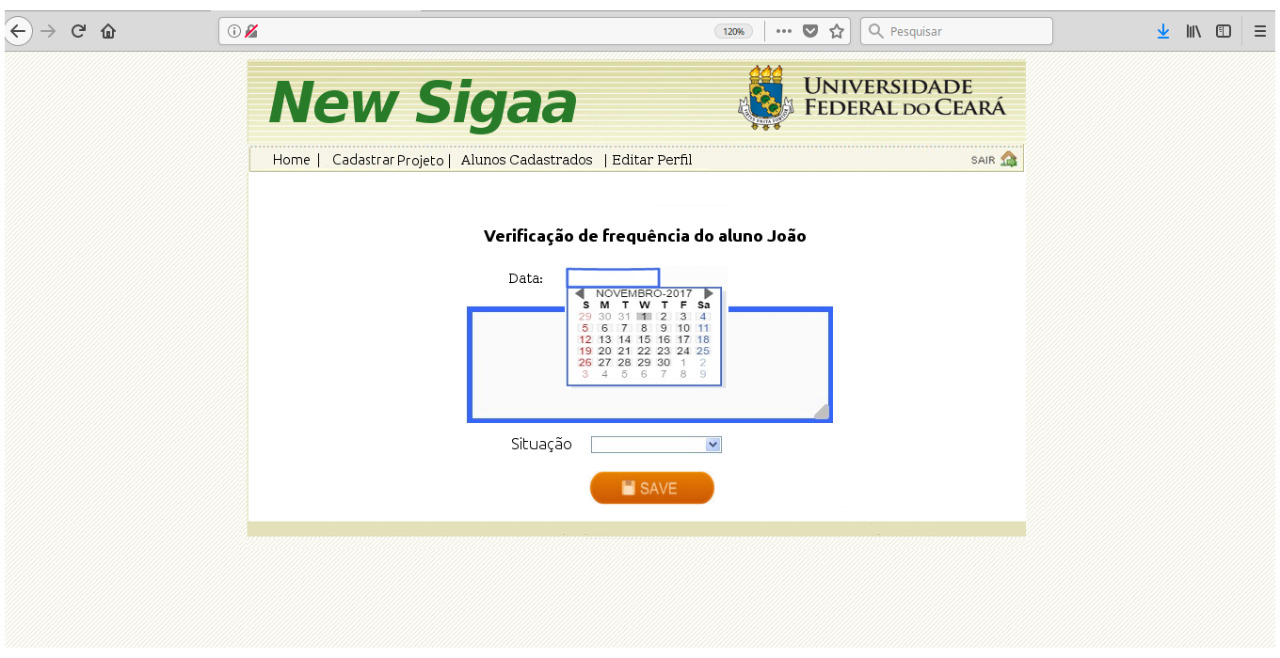 120%
Pesquisar
New Sigaa
UNIVERSIDADE
FEDERAL DO CEARÁ
Home | Cadastrar Projeto | Alunos Cadastrados | Editar Perfil
SAIR
Verificação de frequência do aluno João
Data:
NOVEMBRO-2017
S M T W T F Sa
29 30 31 1 2 3 4
5 6 7 8 9 10 11
12 13 14 15 16 17 18
19 20 21 22 23 24 25
26 27 28 29 30 1 2
3 4 5 6 7 8 9
Situação
SAVE